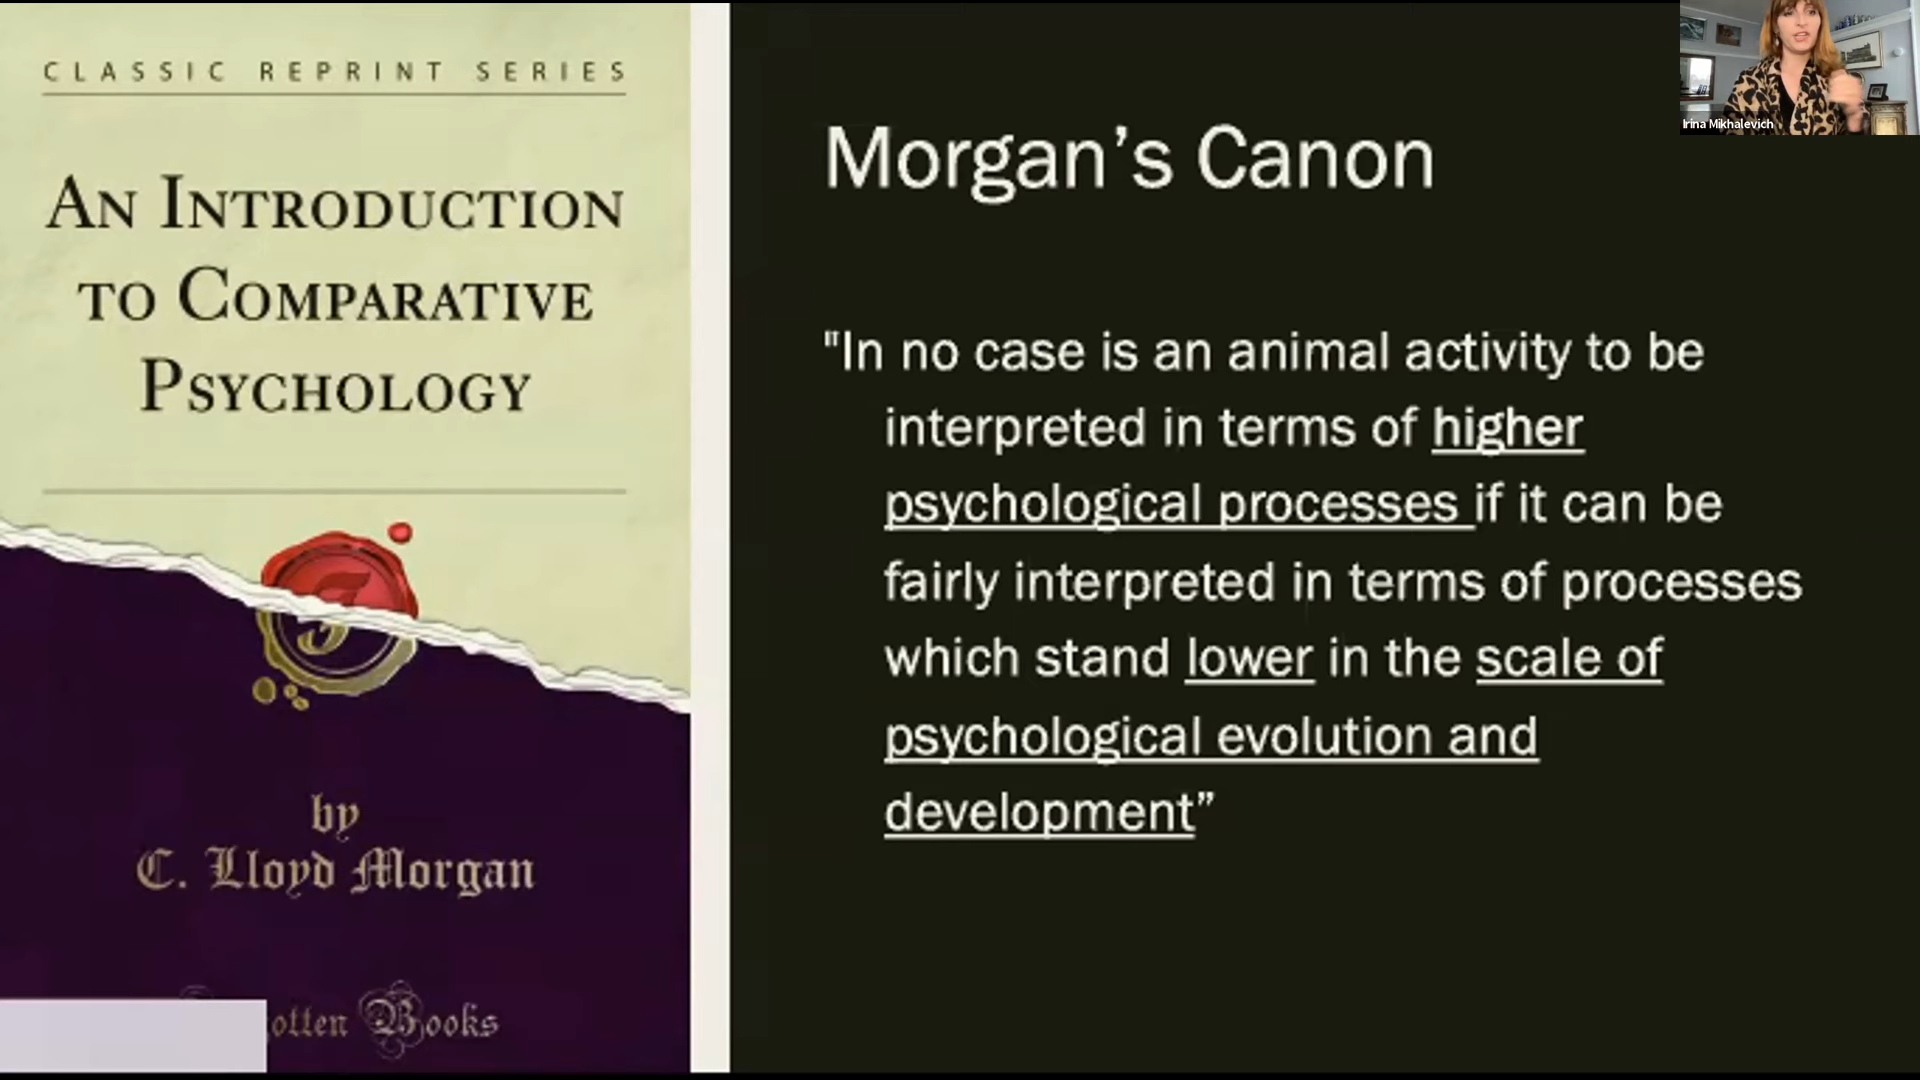 CLASSIC REPRINT SERIES
AN INTRODUCTION
TO COMPARATIVE
PSYCHOLOGY
by
C. Lloyd Morgan
Books
Morgan’s Canon
"In no case is an animal activity to be
interpreted in terms of higher
psychological processes if it can be
fairly interpreted in terms of processes
which stand lower in the scale of
psychological evolution and
development”
Irina Mikhalevich